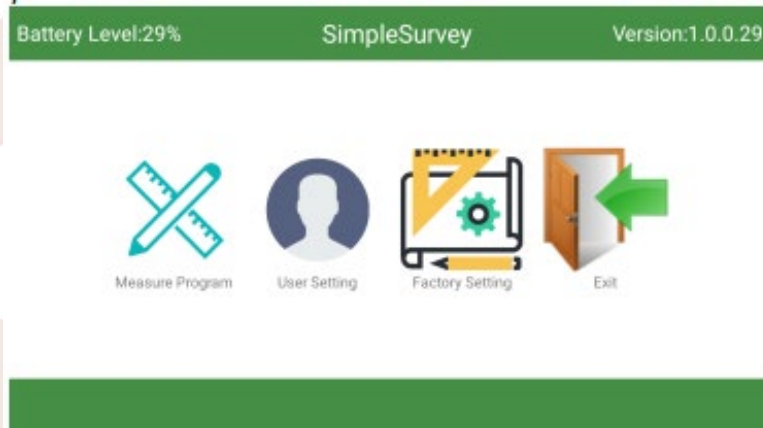 Battery Level:29% SimpleSurvey Version:1.0.0.29
Measure Program User Setting Factory Setting Exit